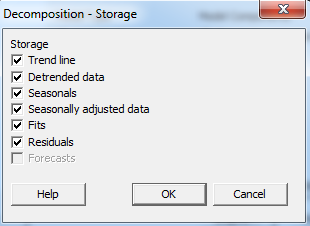 Decomposition - Storage
Storage
Trend line
Detrended data
Seasonals
Seasonally adjusted data
Fits
Residuals
Forecasts
Help
OK
Cancel